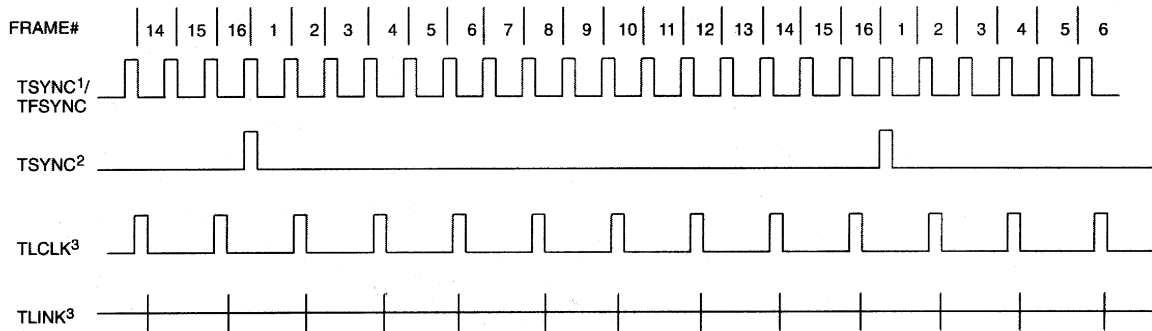 FRAME# 14 15 16 1 2 3 4 5 6 7 8 9 10 11 12 13 14 15 16 1 2 3 4 5 6
TSYNC1/
TFSYNC
TSYNC2
TLCLK3
TLINK3